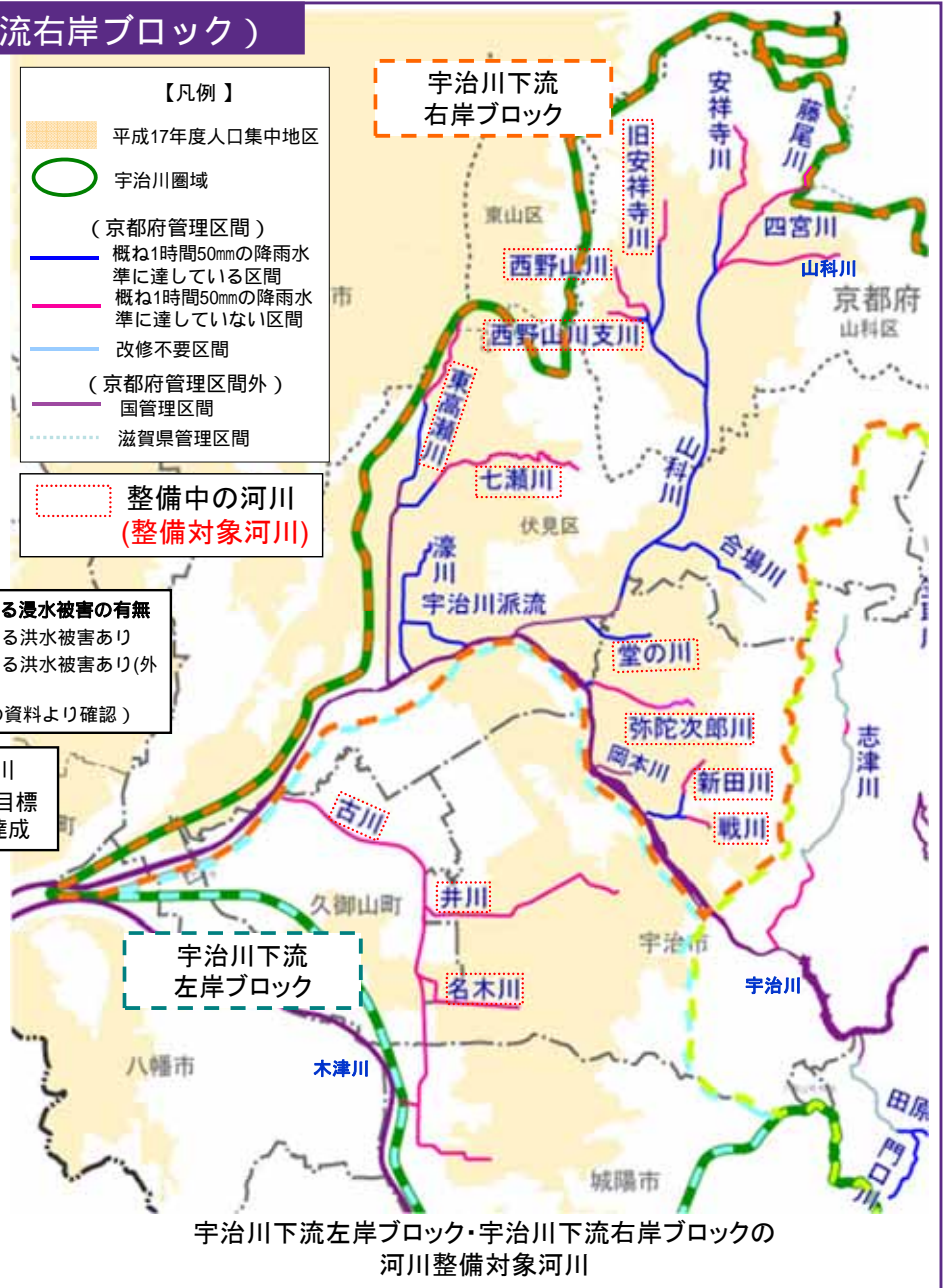 流右岸ブロック)
【凡例】
平成17年度人口集中地区
宇治川圏域
(京都府管理区間)
概ね1時間50mmの降雨水
準に達している区間
概ね1時間50mmの降雨水
準に達していない区間
改修不要区間
(京都府管理区間外)
国管理区間
滋賀県管理区間
整備中の河川
(整備対象河川)
る浸水被害の有無
る洪水被害あり
る洪水被害あり(外
の資料より確認)
川
目標
達成
町
市
宇治川下流
右岸ブロック
安祥寺川
藤尾川
旧安祥寺川
東山区
四宮川
西野山川
山科川
京都府
山科区
西野山川支川
東高瀬川
七瀬川
山科川
伏見区
濠川
合場川
宇治川派流
堂の川
弥陀次郎川
志津川
岡本川
新田川
戦川
古川
井川
久御山町
宇治市
宇治川下流
左岸ブロック
名木川
宇治川
八幡市
木津川
田原
門口川
城陽市
宇治川下流左岸ブロック・宇治川下流右岸ブロックの
河川整備対象河川